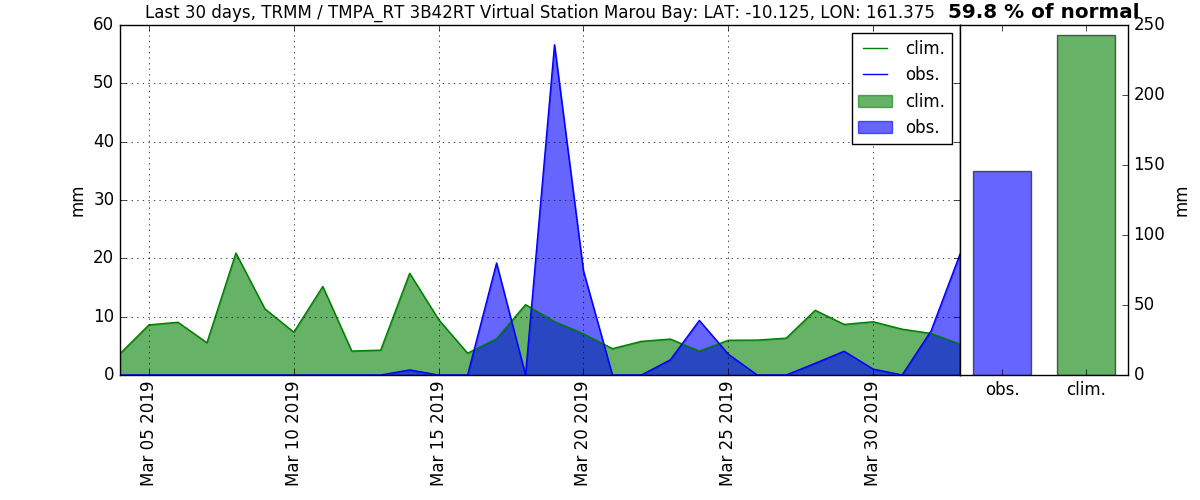 Last 30 days, TRMM / TMPA_RT 3B42RT Virtual Station Marou Bay: LAT: -10.125, LON: 161.375
59.8 % of normal
60
50
40
30
20
10
0
mm
clim.
obs.
clim.
obs.
Mar 05 2019
Mar 10 2019
Mar 15 2019
Mar 20 2019
Mar 25 2019
Mar 30 2019
250
200
150
100
50
0
mm
obs.
clim.